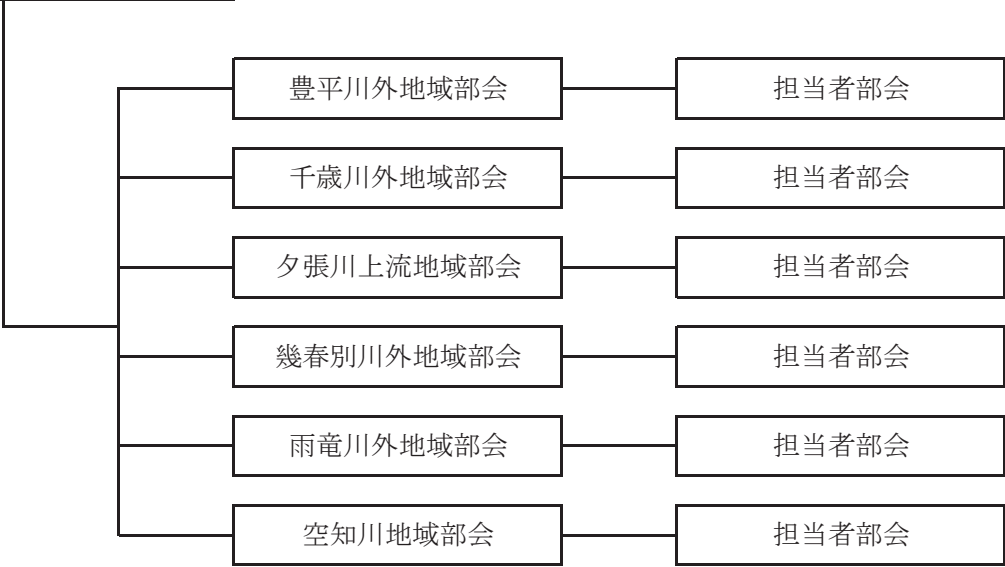 豊平川外地域部会 担当者部会
千歳川外地域部会 担当者部会
夕張川上流地域部会 担当者部会
幾春別川外地域部会 担当者部会
雨竜川外地域部会 担当者部会
空知川地域部会 担当者部会